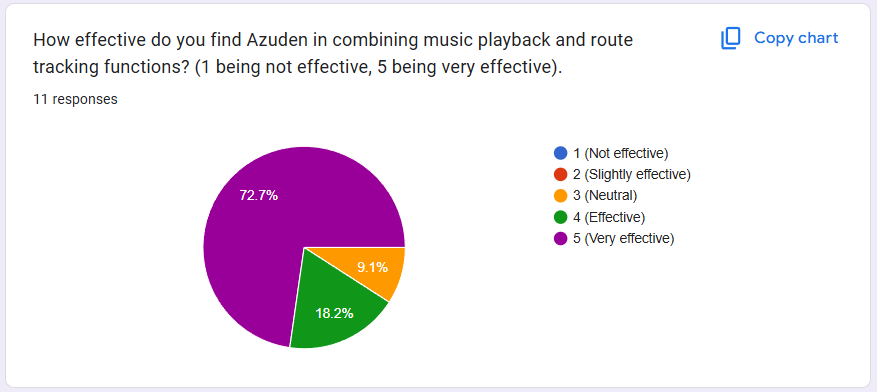 How effective do you find Azuden in combining music playback and route
tracking functions? (1 being not effective, 5 being very effective).
Copy chart
11 responses
72.7%
9.1%
18.2%
1 (Not effective)
2 (Slightly effective)
3 (Neutral)
4 (Effective)
5 (Very effective)